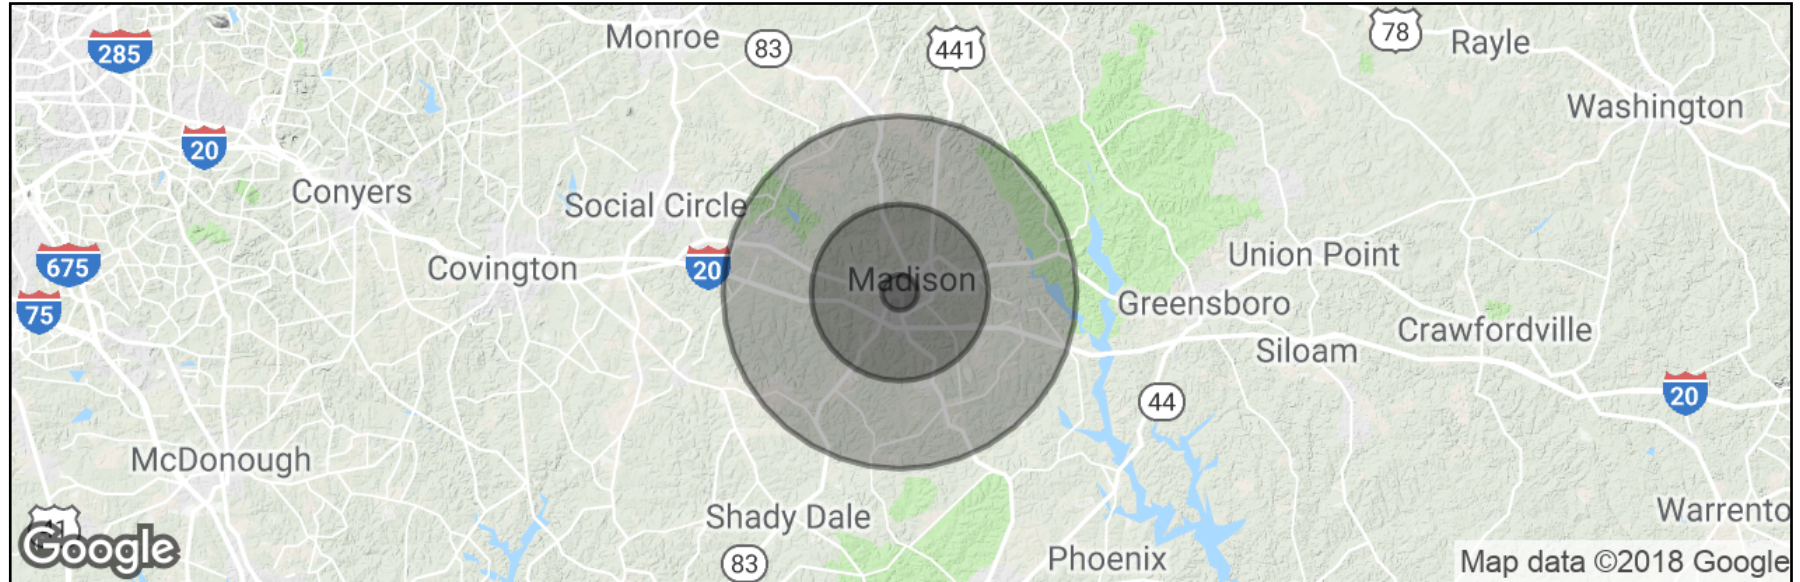 Monroe
83
441
78
Rayle
285
Washington
20
Conyers
Social Circle
675
Covington
20
Madison
Union Point
75
Greensboro
Crawfordville
Siloam
20
44
McDonough
Shady Dale
Warrento
41
Google
83
Phoenix
Map data ©2018 Google